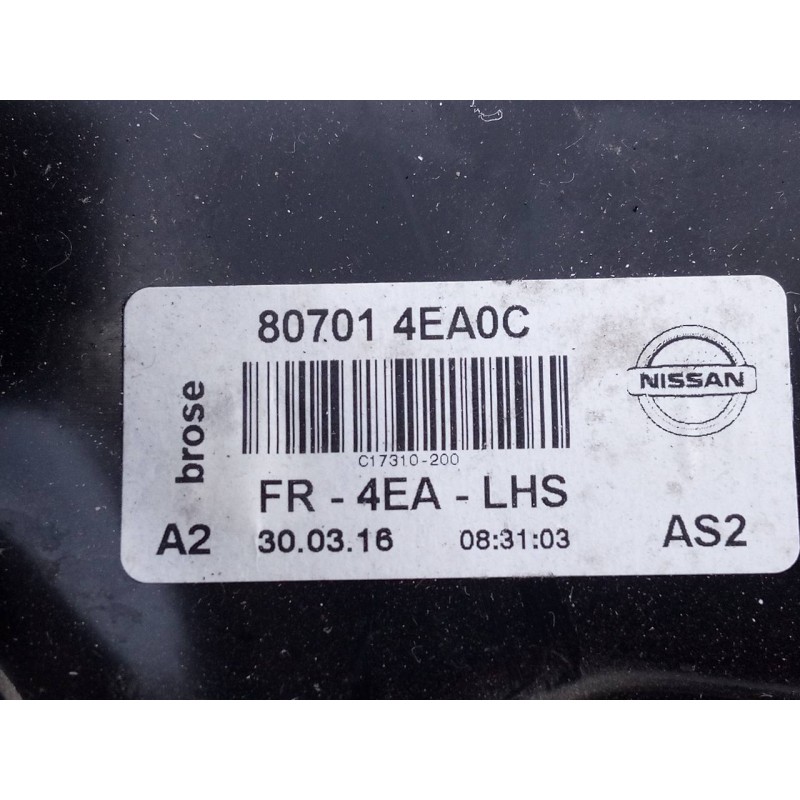 80701 4EA0C
NISSAN
brose
C17310-200
FR - 4EA - LHS
A2 30.03.16 08:31:03 AS2